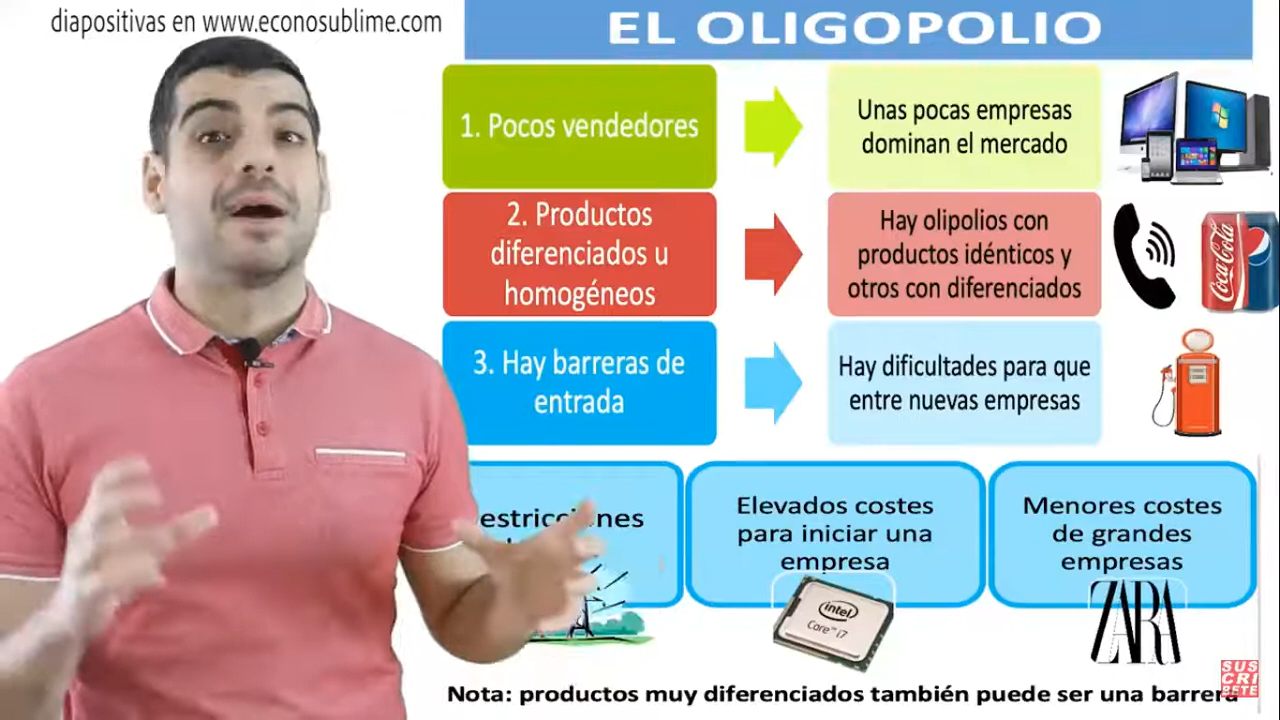 diapositivas en www.econosublime.com
EL OLIGOPOLIO
1. Pocos vendedores
Unas pocas empresas
dominan el mercado
2. Productos
diferenciados u
homogéneos
Hay olipolios con
productos idénticos y
otros con diferenciados
Coca-Cola
3. Hay barreras de
entrada
Hay dificultades para que
entre nuevas empresas
Elevados costes
para iniciar una
empresa
Menores costes
de grandes
empresas
intel
Core™ i7
ZARA
Nota: productos muy diferenciados también puede ser una barrera
SUS
CRI
BETE